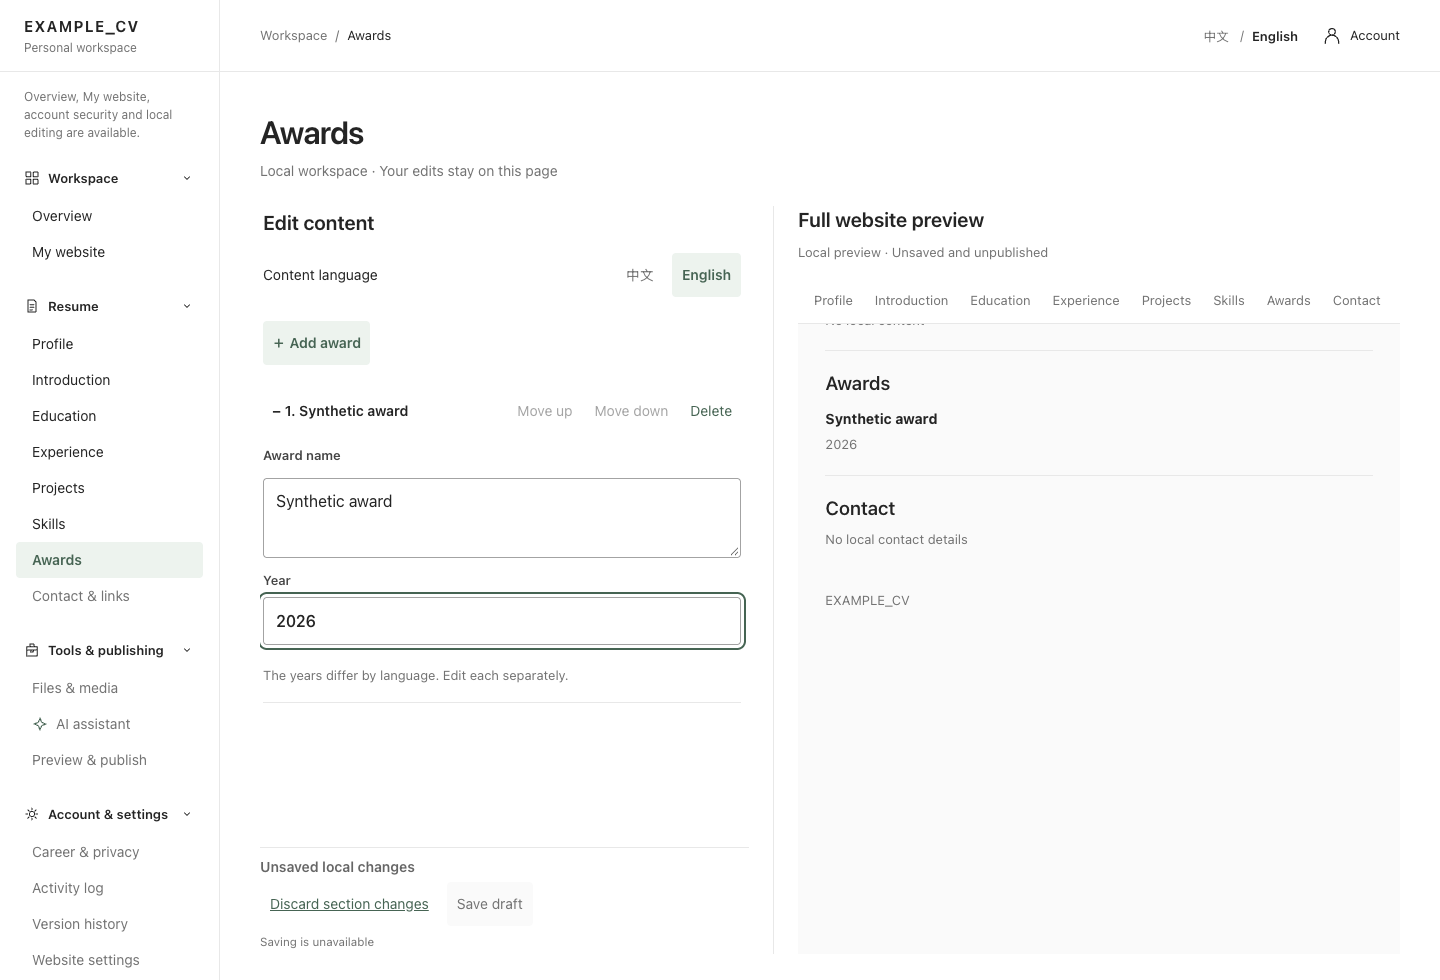 EXAMPLE_CV
Personal workspace
Workspace / Awards
中文 / English
Account
Overview, My website,
account security and local
editing are available.
Workspace
Overview
My website
Resume
Profile
Introduction
Education
Experience
Projects
Skills
Awards
Contact & links
Tools & publishing
Files & media
AI assistant
Preview & publish
Account & settings
Career & privacy
Activity log
Version history
Website settings
Awards
Local workspace · Your edits stay on this page
Edit content
Content language
中文 English
+ Add award
– 1. Synthetic award
Move up Move down Delete
Award name
Synthetic award
Year
2026
The years differ by language. Edit each separately.
Unsaved local changes
Discard section changes
Save draft
Saving is unavailable
Full website preview
Local preview · Unsaved and unpublished
Profile Introduction Education Experience Projects Skills Awards Contact
Awards
Synthetic award
2026
Contact
No local contact details
EXAMPLE_CV